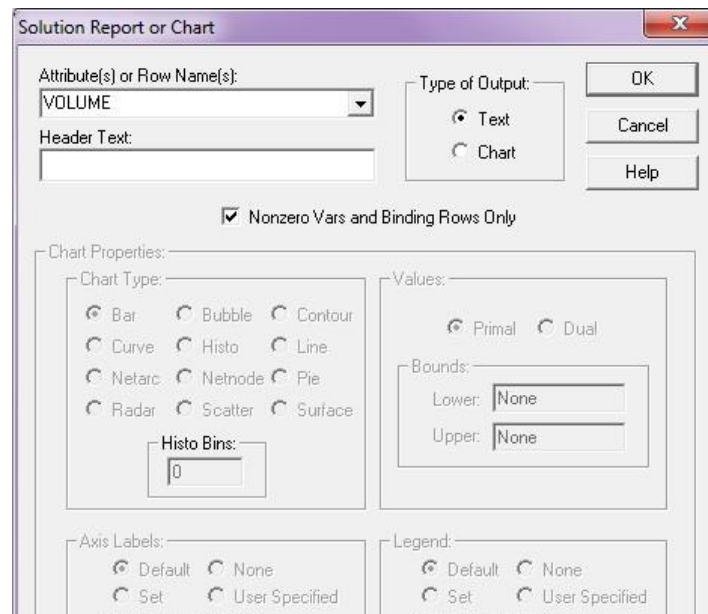 Solution Report or Chart
x
Attribute(s) or Row Name(s):
VOLUME
Header Text:
Type of Output:
Text
Chart
OK
Cancel
Help
Nonzero Vars and Binding Rows Only
Chart Properties:
Chart Type:
Bar Bubble Contour
Curve Histo Line
Netarc Netnode Pie
Radar Scatter Surface
Histo Bins:
0
Values:
Primal Dual
Bounds:
Lower: None
Upper: None
Axis Labels:
Default None
Set User Specified
Legend:
Default None
Set User Specified